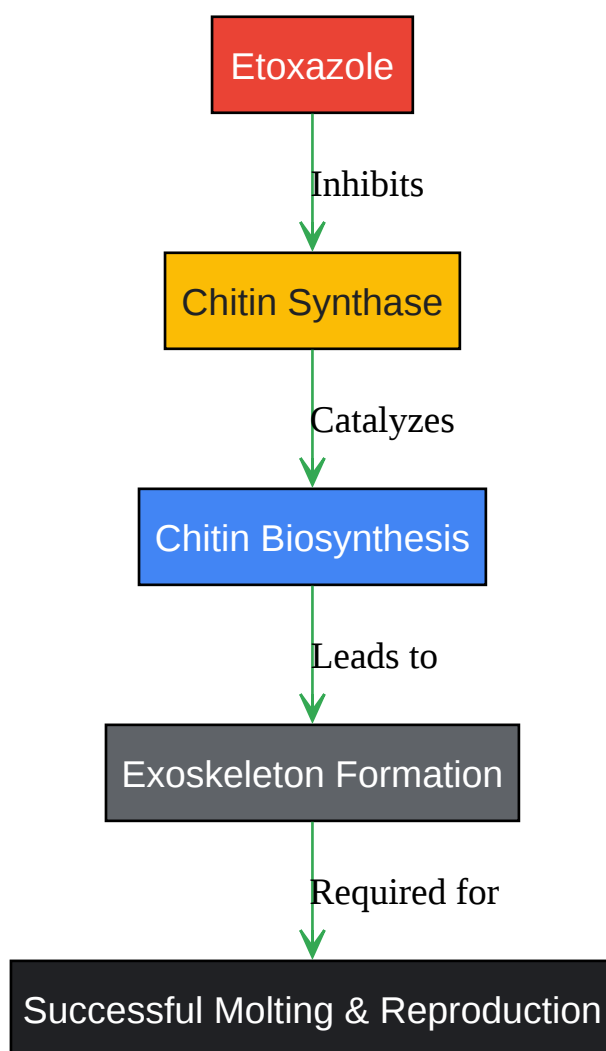 Etoxazole
Inhibits
Chitin Synthase
Catalyzes
Chitin Biosynthesis
Leads to
Exoskeleton Formation
Required for
Successful Molting & Reproduction